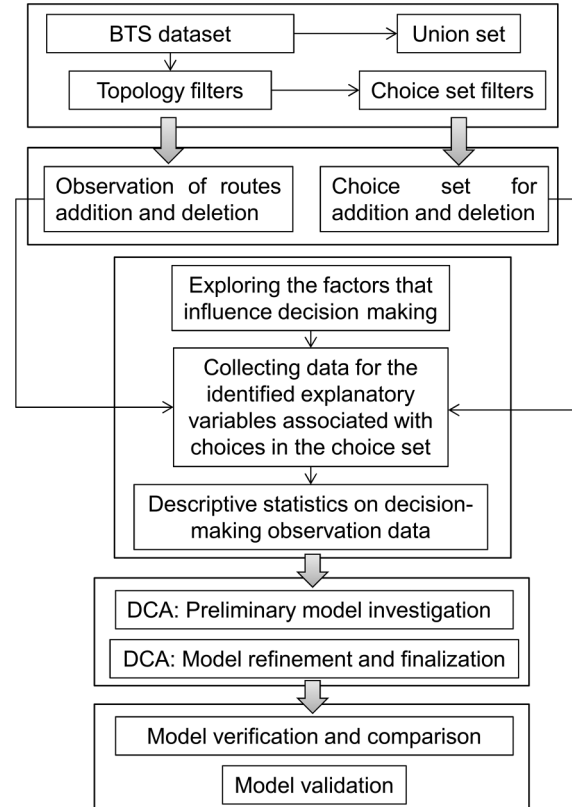 BTS dataset
Union set
Topology filters
Choice set filters
Observation of routes
addition and deletion
Choice set for
addition and deletion
Exploring the factors that
influence decision making
Collecting data for the
identified explanatory
variables associated with
choices in the choice set
Descriptive statistics on decision-
making observation data
DCA: Preliminary model investigation
DCA: Model refinement and finalization
Model verification and comparison
Model validation